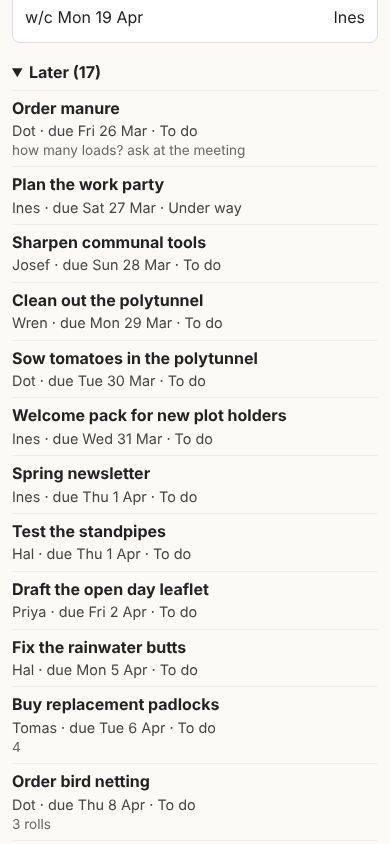 w/c Mon 19 Apr Ines
▼ Later (17)
Order manure
Dot · due Fri 26 Mar · To do
how many loads? ask at the meeting
Plan the work party
Ines · due Sat 27 Mar · Under way
Sharpen communal tools
Josef · due Sun 28 Mar · To do
Clean out the polytunnel
Wren · due Mon 29 Mar · To do
Sow tomatoes in the polytunnel
Dot · due Tue 30 Mar · To do
Welcome pack for new plot holders
Ines · due Wed 31 Mar · To do
Spring newsletter
Ines · due Thu 1 Apr · To do
Test the standpipes
Hal · due Thu 1 Apr · To do
Draft the open day leaflet
Priya · due Fri 2 Apr · To do
Fix the rainwater butts
Hal · due Mon 5 Apr · To do
Buy replacement padlocks
Tomas · due Tue 6 Apr · To do
4
Order bird netting
Dot · due Thu 8 Apr · To do
3 rolls